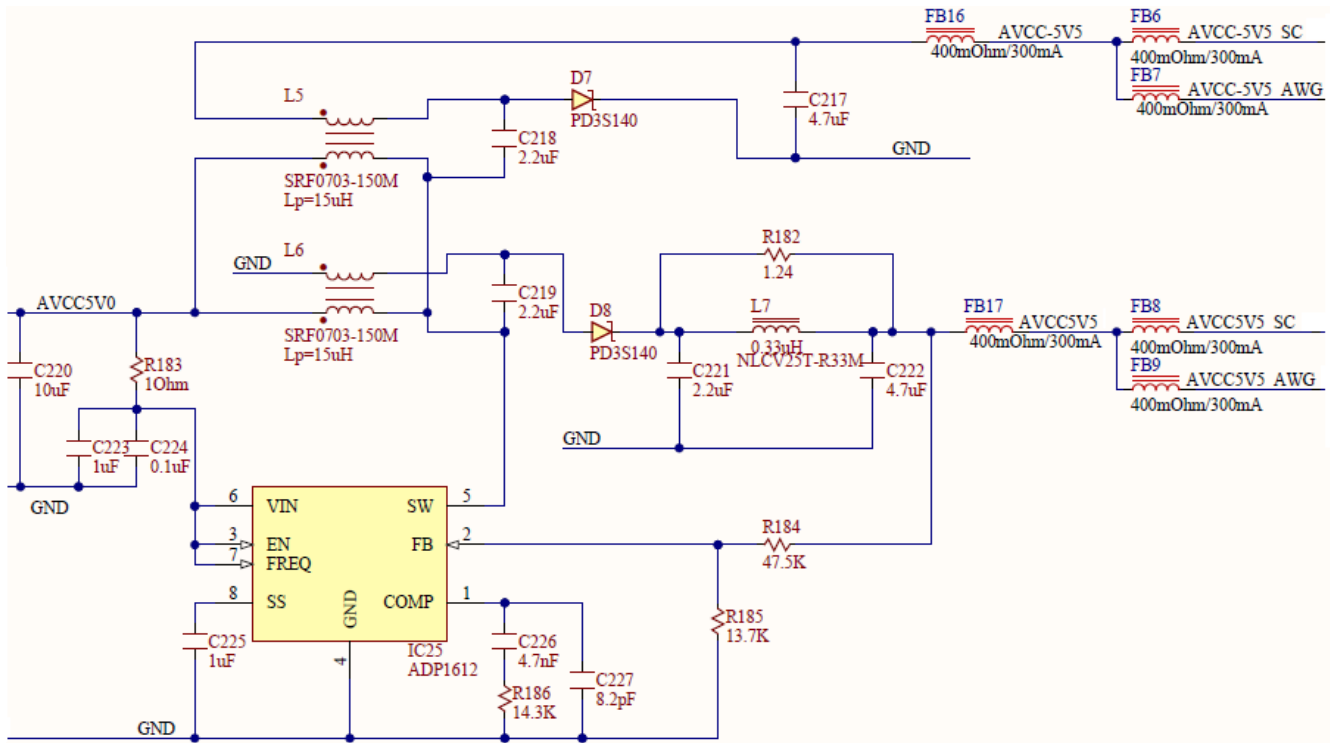 FB16
AVCC-5V5
400mOhm/300mA
FB6
AVCC-5V5_SC
400mOhm/300mA
FB7
AVCC-5V5_AWG
400mOhm/300mA
D7
PD3S140
L5
C218
2.2uF
C217
4.7uF
GND
SRF0703-150M
Lp=15uH
L6
GND
C219
2.2uF
R182
1.24
AVCC5V0
SRF0703-150M
Lp=15uH
D8
PD3S140
L7
0.33uH
NLCV25T-R33M
FB17
AVCC5V5
400mOhm/300mA
FB8
AVCC5V5_SC
400mOhm/300mA
FB9
AVCC5V5_AWG
400mOhm/300mA
C220
10uF
R183
1Ohm
C221
2.2uF
C222
4.7uF
GND
C223
1uF
C224
0.1uF
GND
6
VIN
SW
5
3
EN
FB
2
7
FREQ
8
SS
COMP
1
GND
4
R184
47.5K
R185
13.7K
C225
1uF
IC25
ADP1612
C226
4.7nF
R186
14.3K
C227
8.2pF
GND